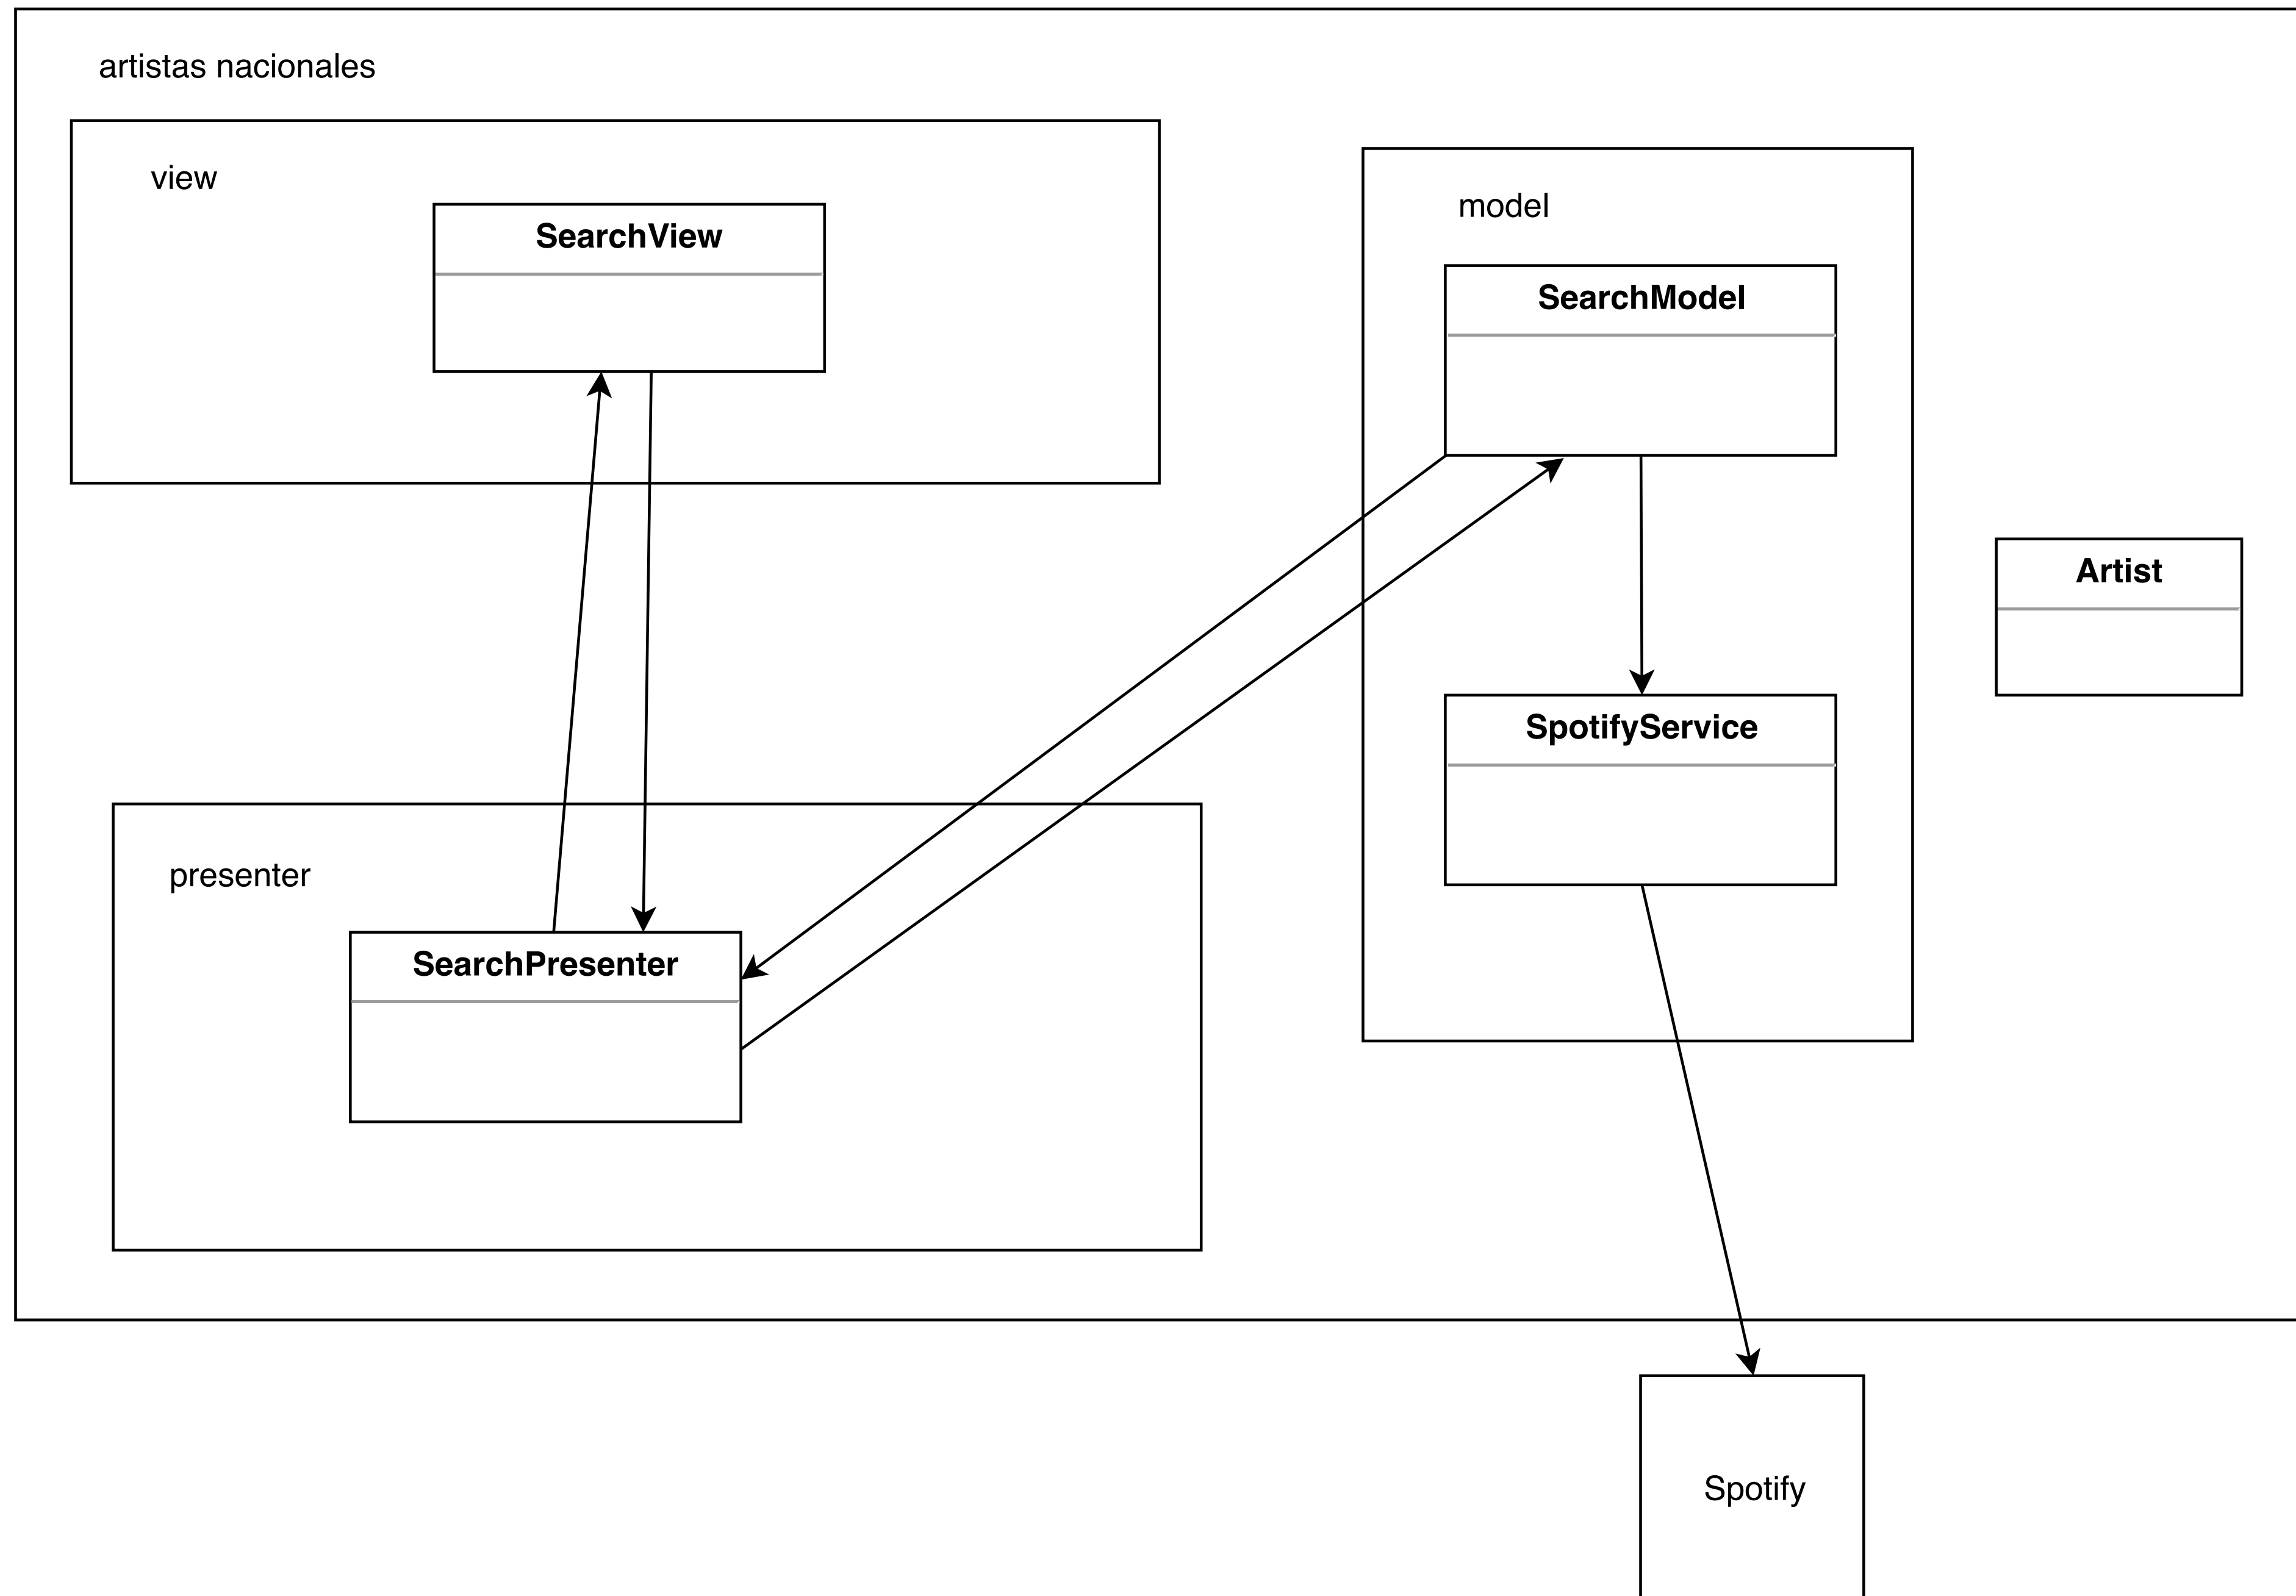 artistas nacionales
view
SearchView
model
SearchModel
Artist
SpotifyService
presenter
SearchPresenter
Spotify